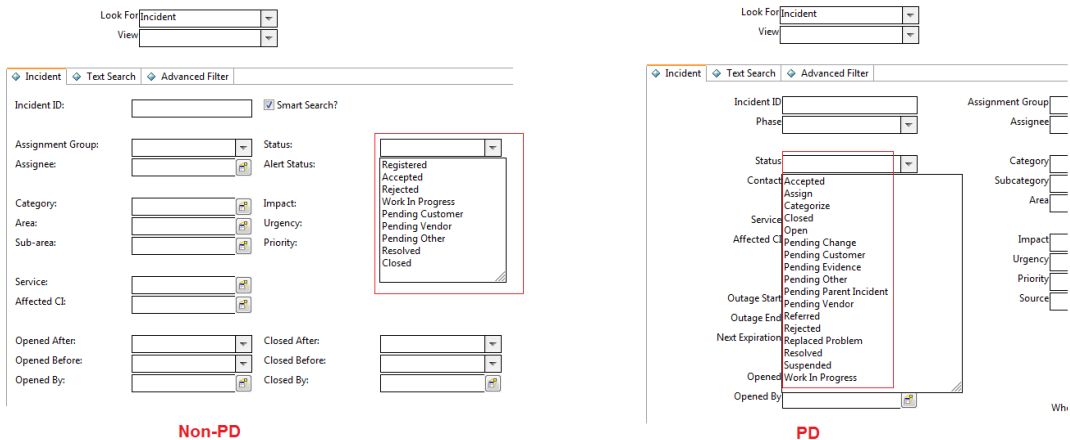 Look For Incident
View
Incident Text Search Advanced Filter
Incident ID: Smart Search?
Assignment Group: Status:
Assignee: Alert Status:
Registered
Accepted
Rejected
Work In Progress
Pending Customer
Pending Vendor
Pending Other
Resolved
Closed
Category: Impact:
Area: Urgency:
Sub-area: Priority:
Service:
Affected CI:
Opened After: Closed After:
Opened Before: Closed Before:
Opened By: Closed By:
Non-PD
Look For Incident
View
Incident Text Search Advanced Filter
Incident ID Assignment Group
Phase Assignee
Status Category
Contact Subcategory
Area
Service
Affected CI Impact
Urgency
Priority
Outage Start Source
Outage End
Next Expiration
Opened
Opened By
Accepted
Assign
Categorize
Closed
Open
Pending Change
Pending Customer
Pending Evidence
Pending Other
Pending Parent Incident
Pending Vendor
Referred
Rejected
Replaced Problem
Resolved
Suspended
Work In Progress
PD